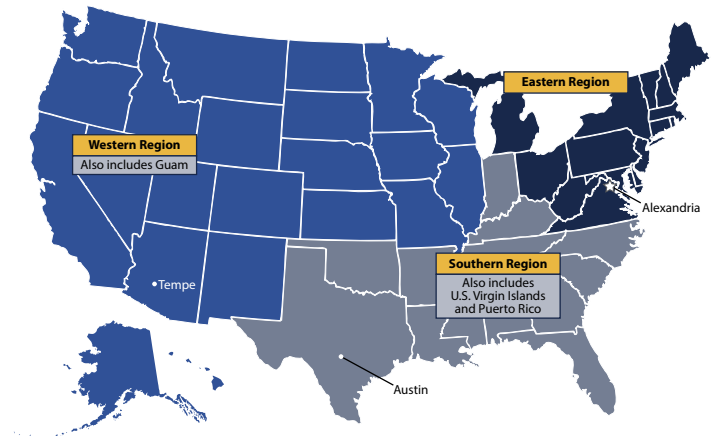 Eastern Region
Western Region
Also includes Guam
Alexandria
Southern Region
Also includes
U.S. Virgin Islands
and Puerto Rico
Tempe
Austin